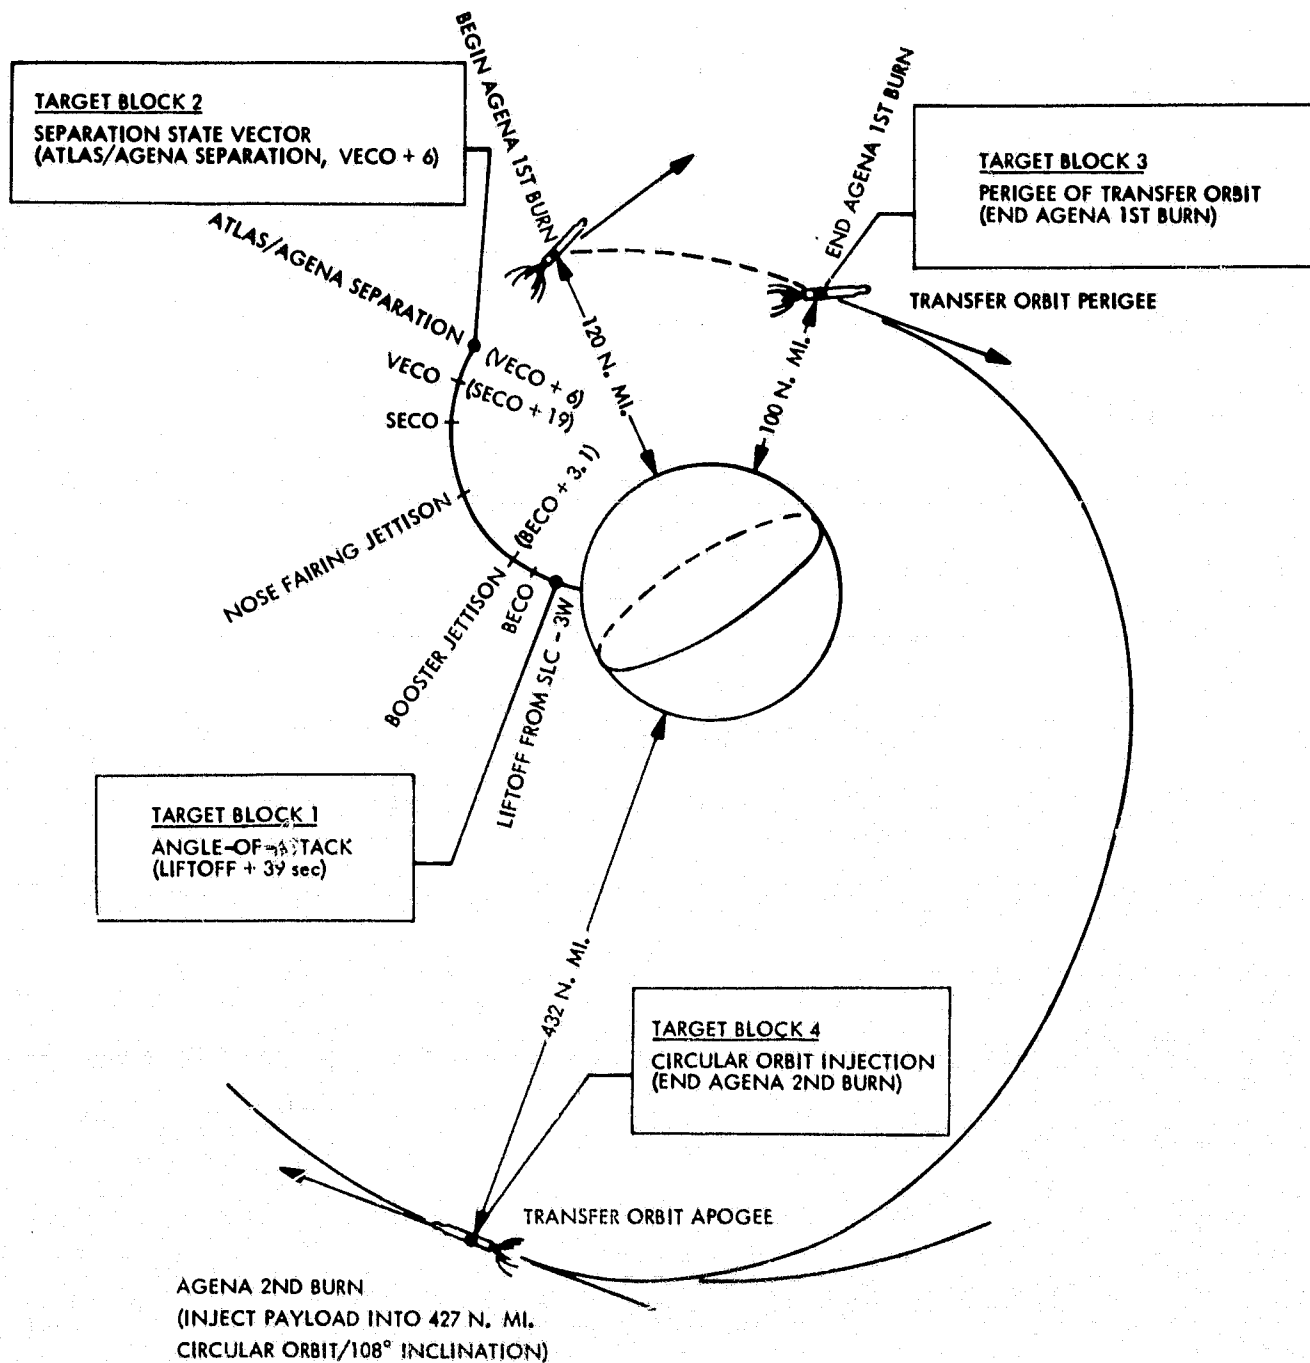 BEGIN AGENA 1ST BURN
END AGENA 1ST BURN
TARGET BLOCK 2
SEPARATION STATE VECTOR
(ATLAS/AGENA SEPARATION, VECO + 6)
TARGET BLOCK 3
PERIGEE OF TRANSFER ORBIT
(END AGENA 1ST BURN)
ATLAS/AGENA SEPARATION
(VECO + 6)
TRANSFER ORBIT PERIGEE
120 N. MI.
100 N. MI.
VECO
(SECO + 19)
SECO
NOSE FAIRING JETTISON
BOOSTER JETTISON
(BECO + 3.1)
BECO
LIFTOFF FROM SLC - 3W
TARGET BLOCK 1
ANGLE-OF-ATTACK
(LIFTOFF + 39 sec)
432 N. MI.
TARGET BLOCK 4
CIRCULAR ORBIT INJECTION
(END AGENA 2ND BURN)
TRANSFER ORBIT APOGEE
AGENA 2ND BURN
(INJECT PAYLOAD INTO 427 N. MI.
CIRCULAR ORBIT/108° INCLINATION)